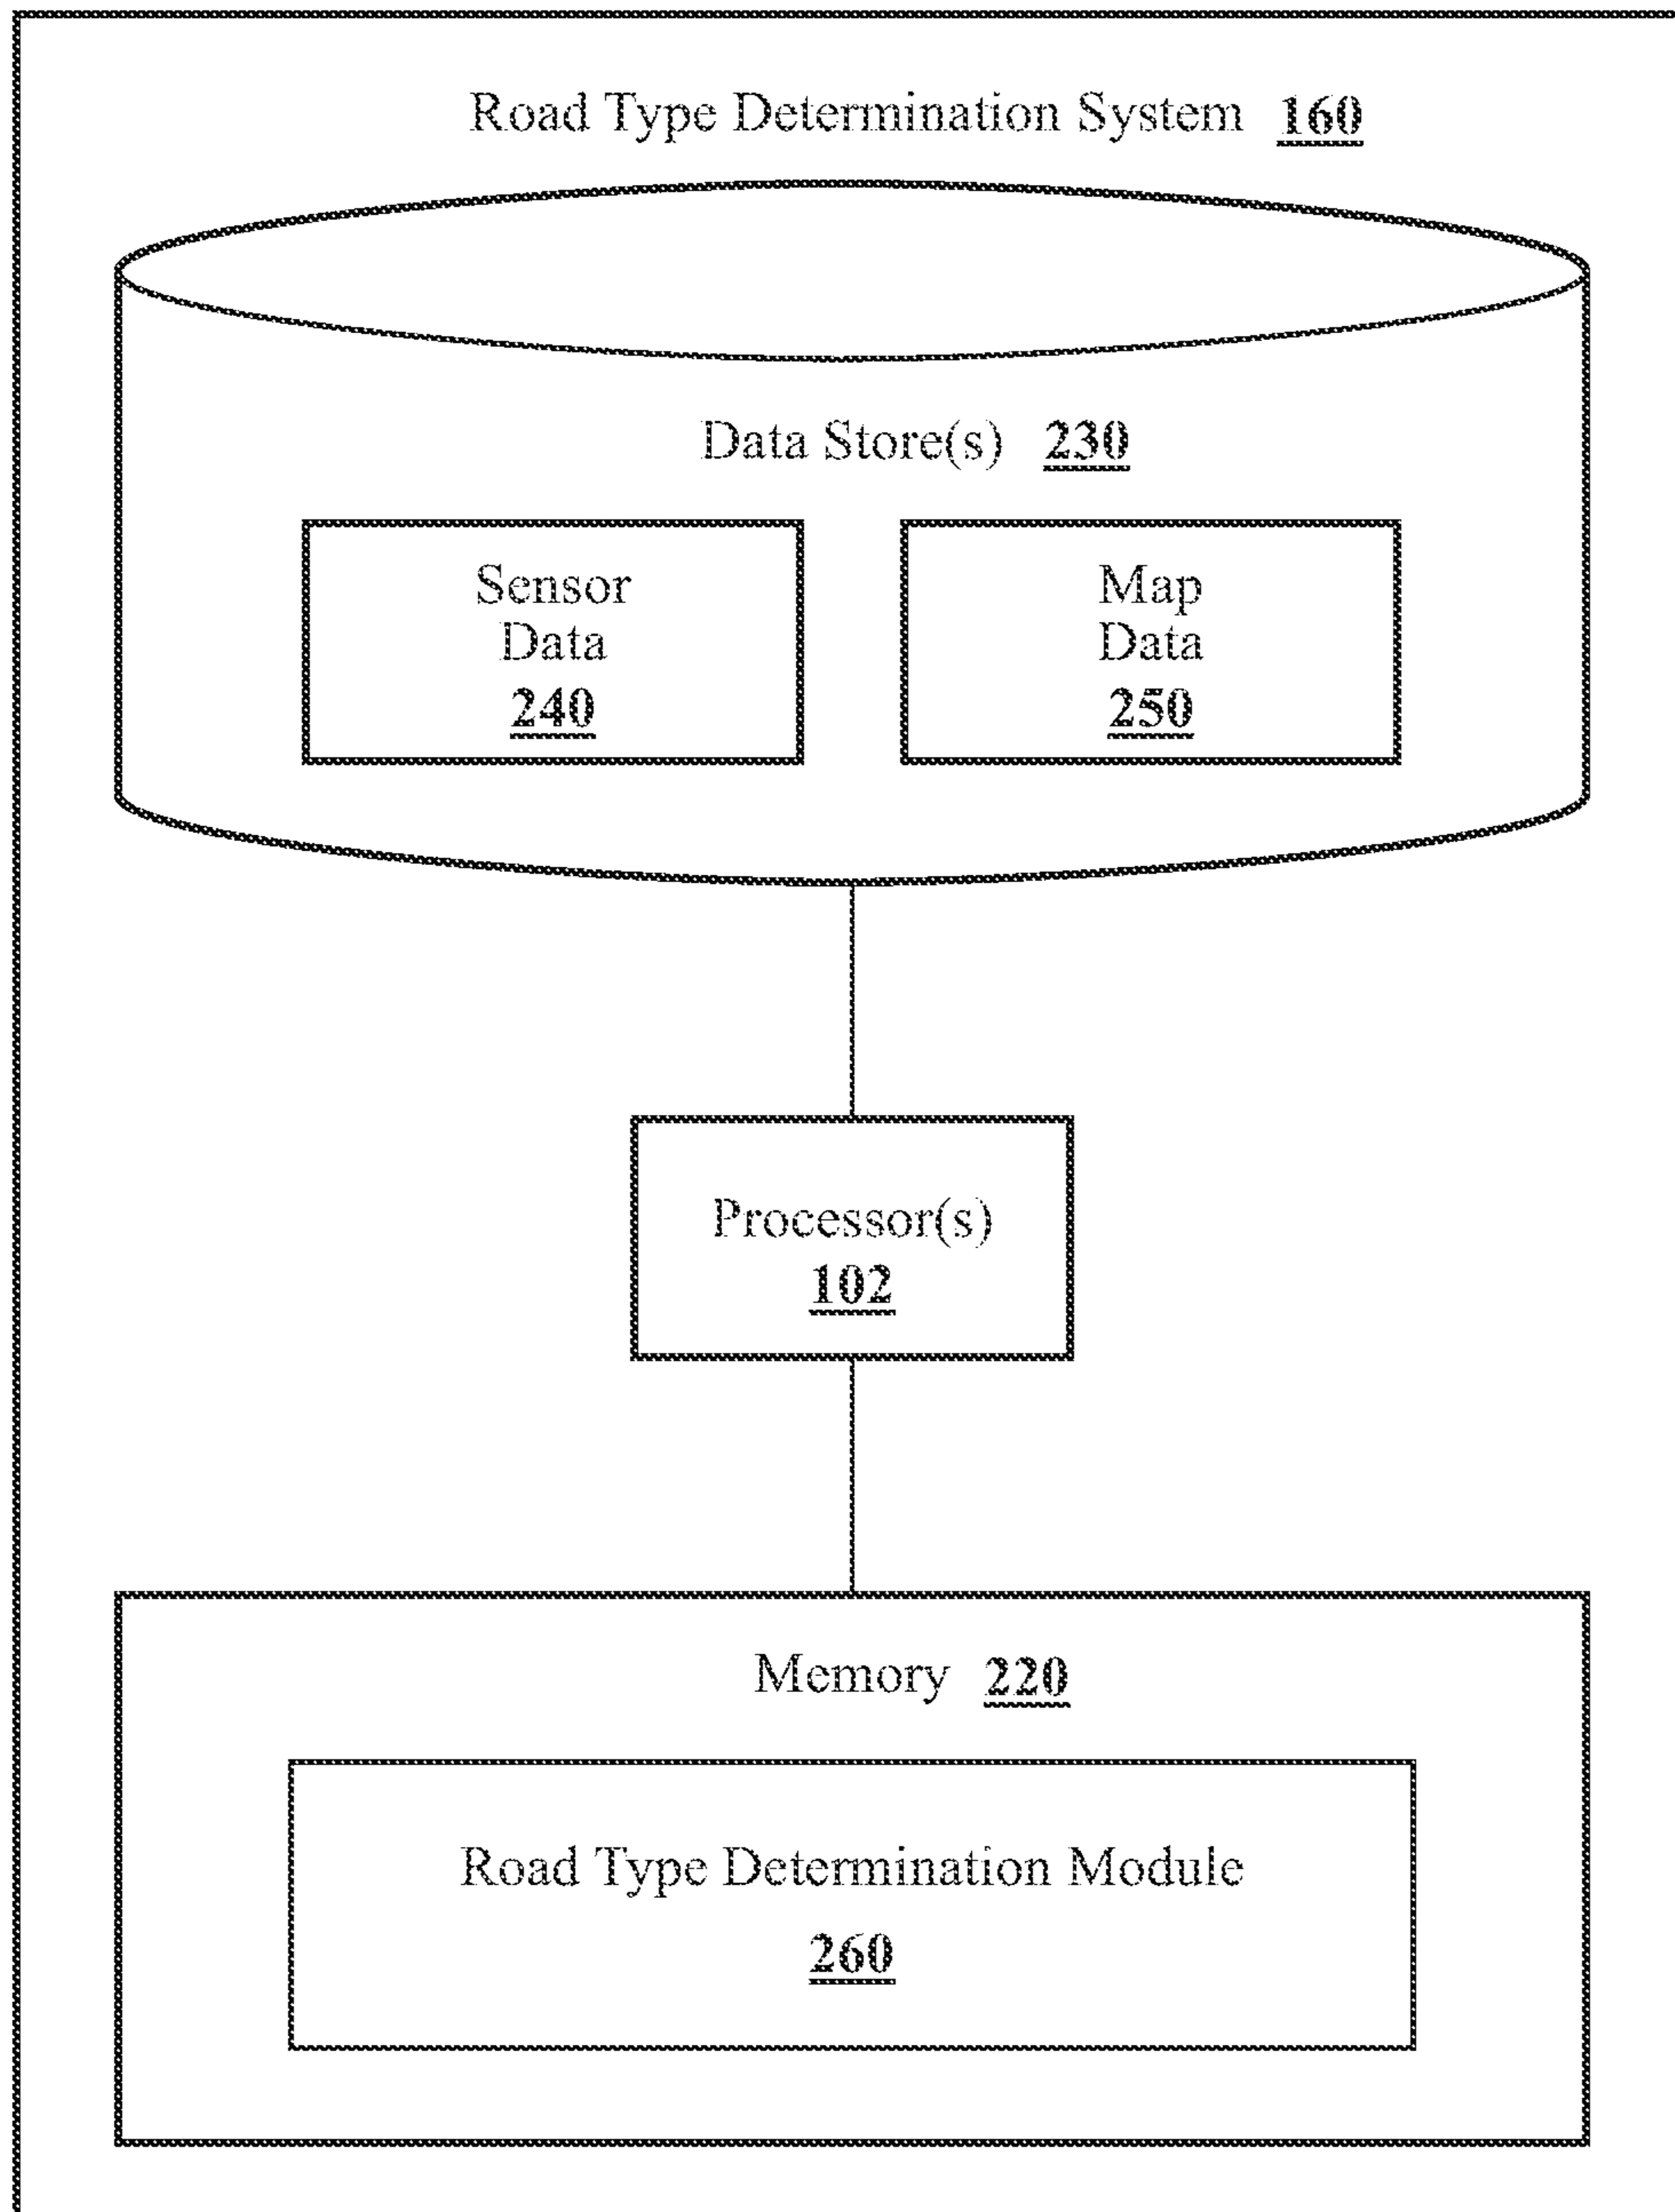 Road Type Determination System 160
Data Store(s) 230
Sensor
Data
240
Map
Data
250
Processor(s)
102
Memory 220
Road Type Determination Module
260